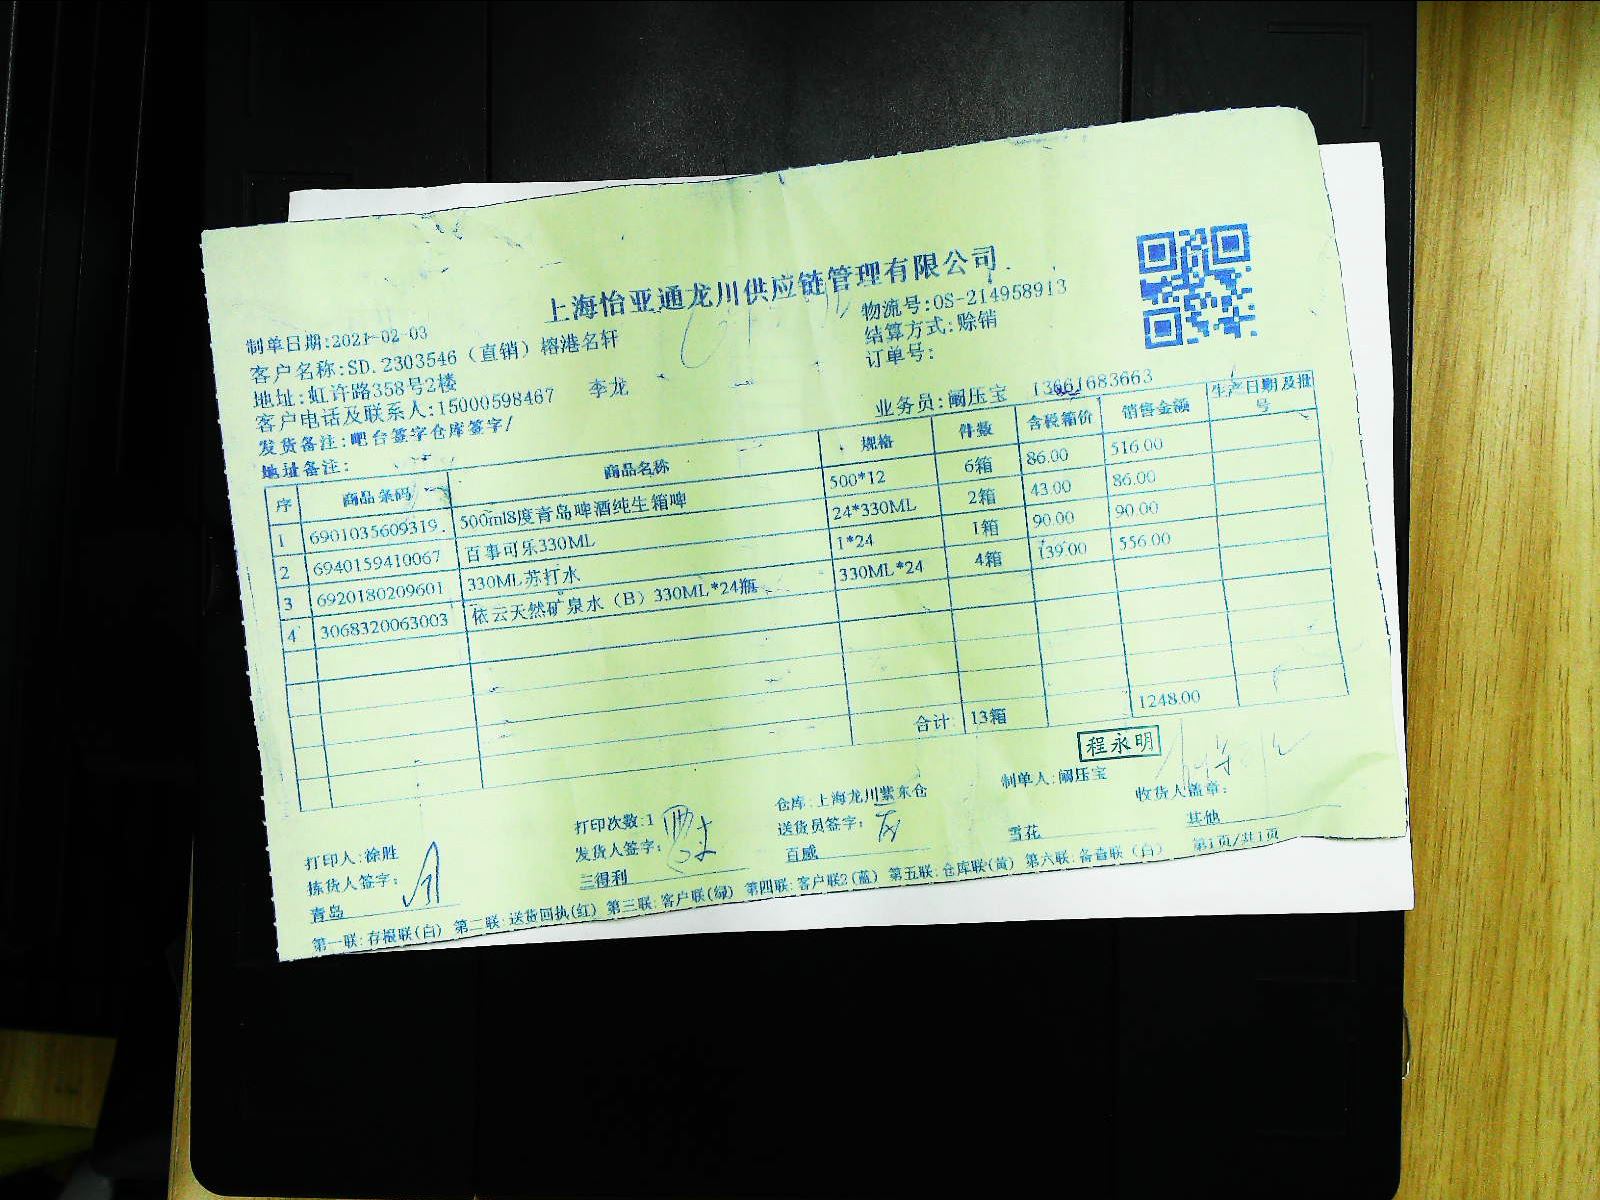 上海怡亚通龙川供应链管理有限公司
制单日期:2021-02-03
物流号:OS-214958913
客户名称:SD.2303546（直销）榕港名轩
结算方式:赊销
地址:虹许路358号2楼
订单号:
客户电话及联系人:15000598467 李龙
业务员:阚压宝 13661683663
发货备注:吧台签字仓库签字/
地址备注:
序 商品条码 商品名称 规格 件数 含税箱价 销售金额 生产日期及批号
1 6901035609319 500ml8度青岛啤酒纯生箱啤 500*12 6箱 86.00 516.00
2 6940159410067 百事可乐330ML 24*330ML 2箱 43.00 86.00
3 6920180209601 330ML苏打水 1*24 1箱 90.00 90.00
4 3068320063003 依云天然矿泉水（B）330ML*24瓶 330ML*24 4箱 139.00 556.00
合计: 13箱 1248.00
程永明
打印人:徐胜 打印次数:1 仓库:上海龙川紫东仓 制单人:阚压宝 收货人盖章:
拣货人签字: 发货人签字: 送货员签字:
青岛 三得利 百威 雪花 其他
第一联:存根联(白) 第二联:送货回执(红) 第三联:客户联(绿) 第四联:客户联2(蓝) 第五联:仓库联(黄) 第六联:备查联(白) 第1页/共1页